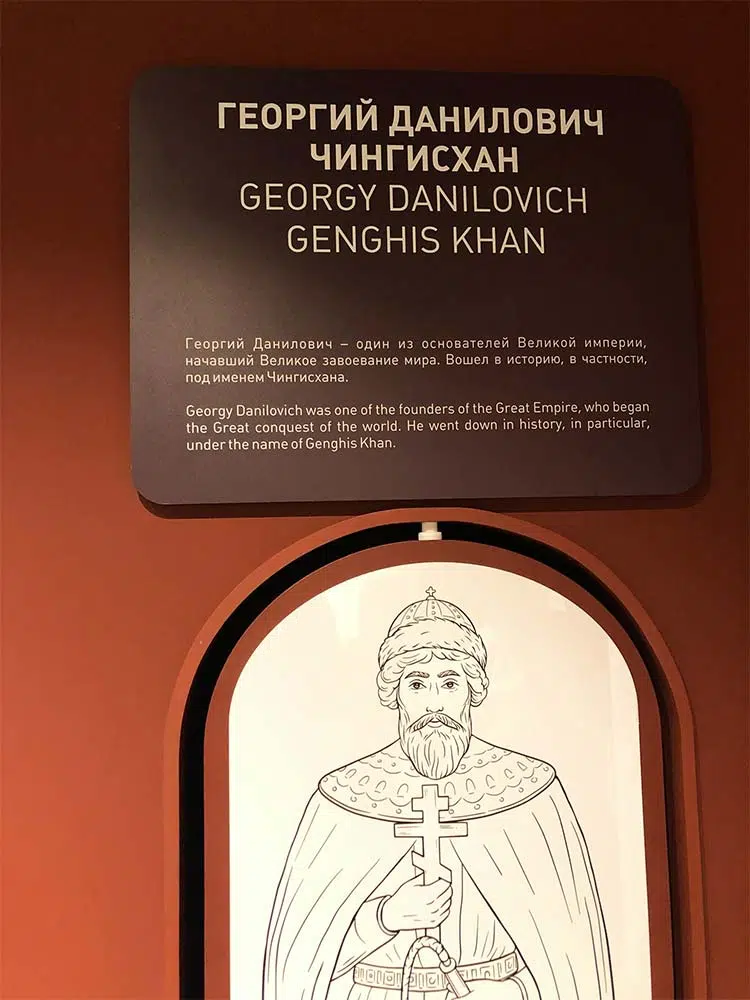 ГЕОРГИЙ ДАНИЛОВИЧ
ЧИНГИСХАН
GEORGY DANILOVICH
GENGHIS KHAN
Георгий Данилович – один из основателей Великой империи,
начавший Великое завоевание мира. Вошел в историю, в частности,
под именем Чингисхана.
Georgy Danilovich was one of the founders of the Great Empire, who began
the Great conquest of the world. He went down in history, in particular,
under the name of Genghis Khan.